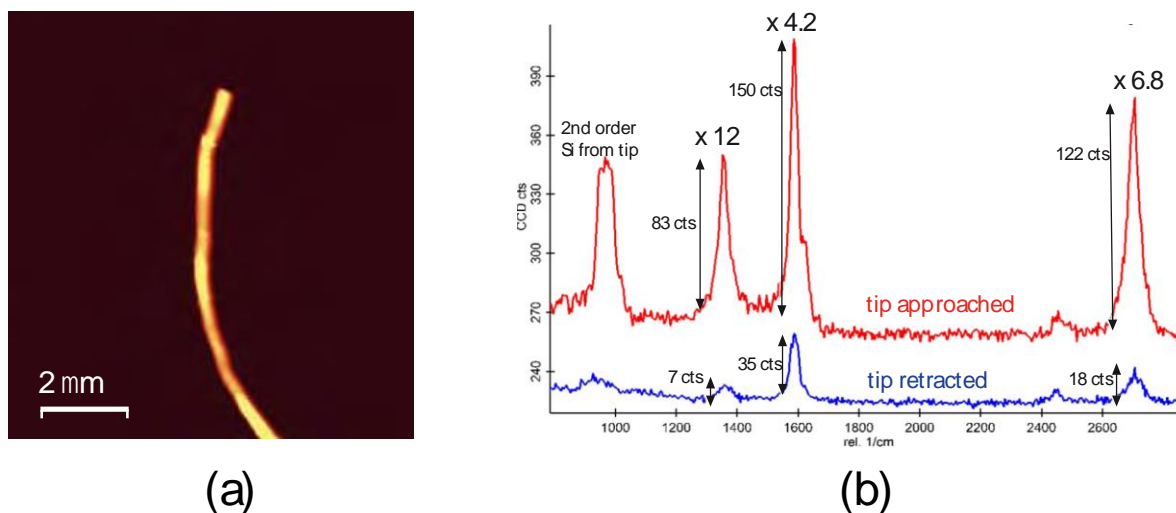 2 mm
(a)
x 4.2
x 6.8
x 12
150 cts
122 cts
83 cts
2nd order
Si from tip
CCD cts
390
360
330
300
270
240
tip approached
tip retracted
7 cts
35 cts
18 cts
1000
1200
1400
1600
1800
2000
2200
2400
2600
rel. 1/cm
(b)